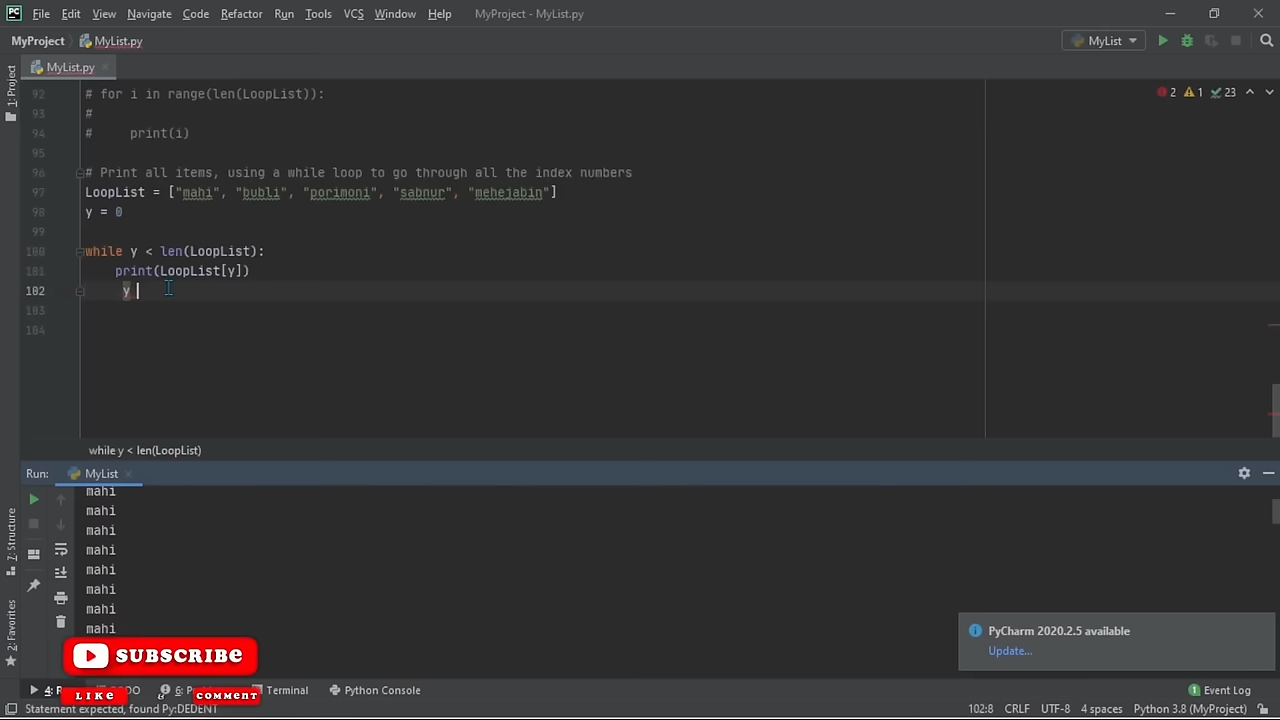 File Edit View Navigate Code Refactor Run Tools VCS Window Help MyProject - MyList.py
MyProject MyList.py MyList
MyList.py
1: Project
92 # for i in range(len(LoopList)): 2 1 23
93 #
94 #     print(i)
95
96 # Print all items, using a while loop to go through all the index numbers
97 LoopList = ["mahi", "bubli", "porimoni", "sabnur", "mehejabin"]
98 y = 0
99
100 while y < len(LoopList):
101     print(LoopList[y])
102      y
103
104
while y < len(LoopList)
Run: MyList
mahi
mahi
mahi
mahi
mahi
mahi
mahi
mahi
Z: Structure
2: Favorites
PyCharm 2020.2.5 available
Update...
SUBSCRIBE
LIKE
COMMENT
4: TODO 6: Terminal Python Console 1 Event Log
Statement expected, found Py:DEDENT 102:8 CRLF UTF-8 4 spaces Python 3.8 (MyProject)